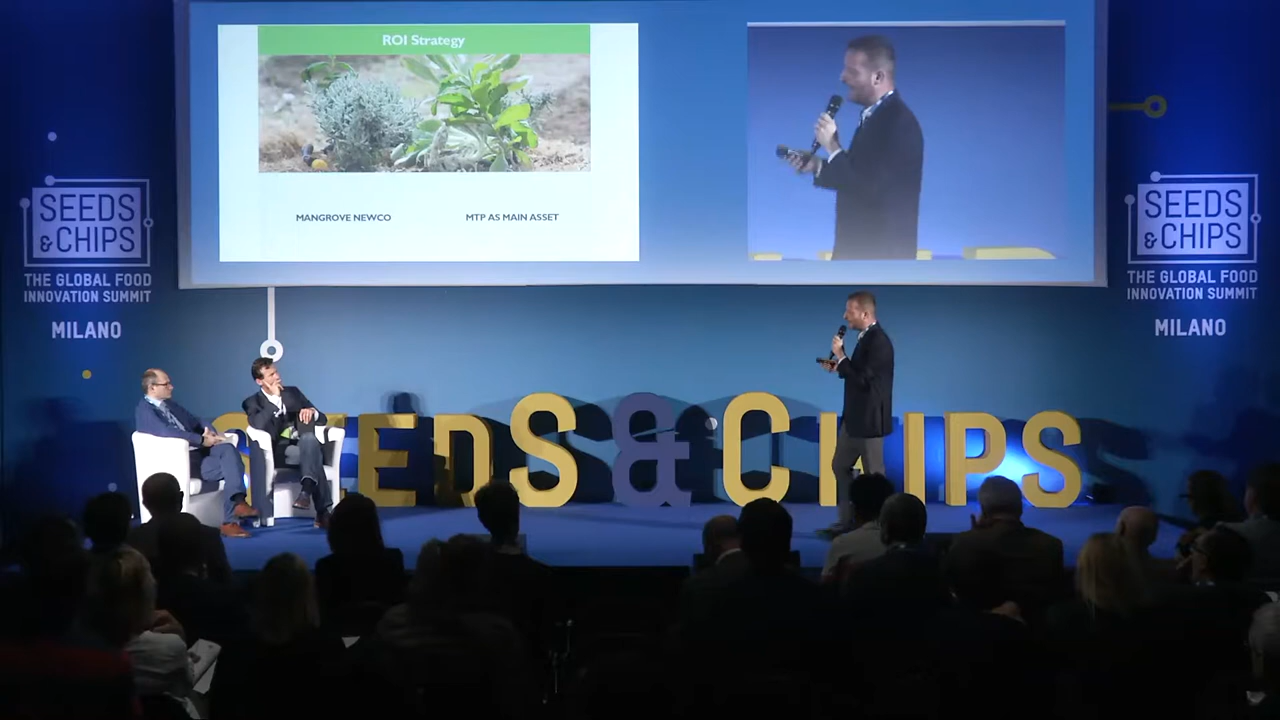 ROI Strategy
MANGROVE NEWCO
MTP AS MAIN ASSET
SEEDS
& CHIPS
THE GLOBAL FOOD
INNOVATION SUMMIT
MILANO
SEEDS
& CHIPS
THE GLOBAL FOOD
INNOVATION SUMMIT
MILANO
SEEDS & CHIPS